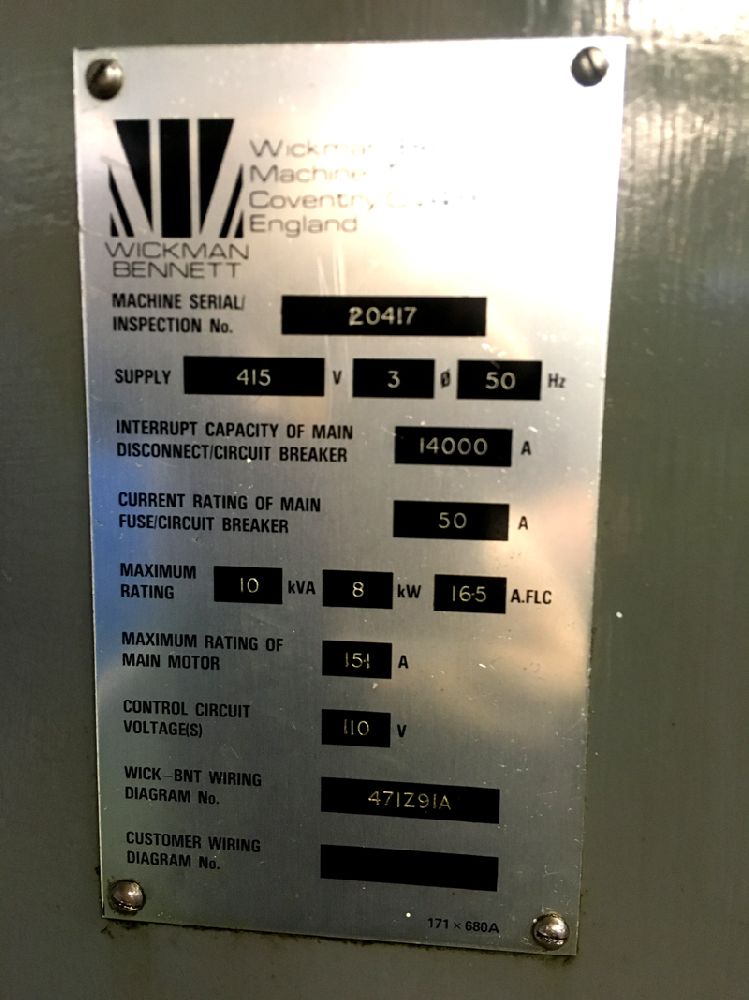 Machine
Coventry
England
WICKMAN
BENNETT
MACHINE SERIAL/
INSPECTION No. 20417
SUPPLY 415 V 3 Ø 50 Hz
INTERRUPT CAPACITY OF MAIN
DISCONNECT/CIRCUIT BREAKER 14000 A
CURRENT RATING OF MAIN
FUSE/CIRCUIT BREAKER 50 A
MAXIMUM
RATING 10 kVA 8 kW 16·5 A.FLC
MAXIMUM RATING OF
MAIN MOTOR 15·1 A
CONTROL CIRCUIT
VOLTAGE(S) 110 V
WICK–BNT WIRING
DIAGRAM No. 471Z91A
CUSTOMER WIRING
DIAGRAM No.
171 × 680A